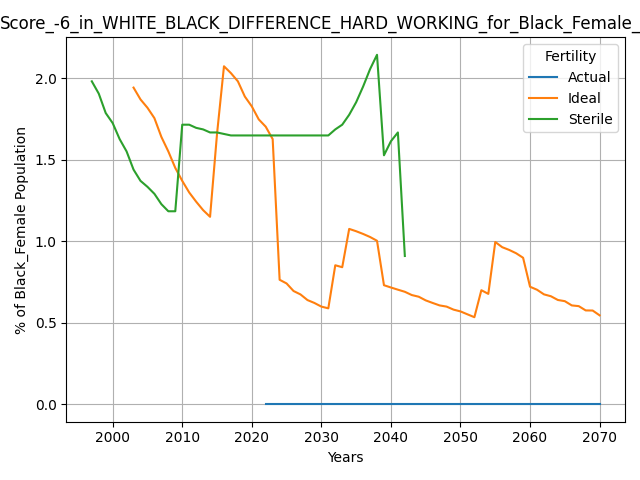 Score_-6_in_WHITE_BLACK_DIFFERENCE_HARD_WORKING_for_Black_Female_
Fertility
Actual
Ideal
Sterile
% of Black_Female Population
2.0
1.5
1.0
0.5
0.0
2000 2010 2020 2030 2040 2050 2060 2070
Years